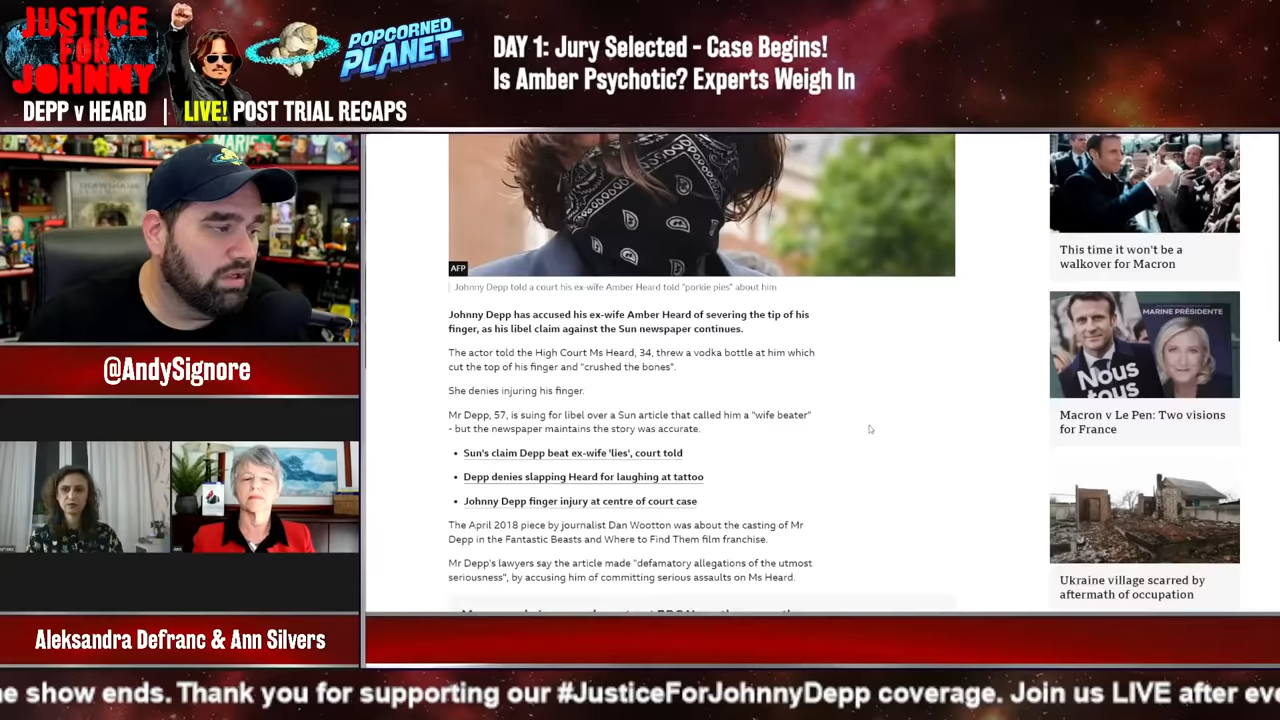 JUSTICE
FOR
JOHNNY
DEPP v HEARD | LIVE! POST TRIAL RECAPS
POPCORNED
PLANET
DAY 1: Jury Selected - Case Begins!
Is Amber Psychotic? Experts Weigh In
@AndySignore
Aleksandra Defranc & Ann Silvers
AFP
Johnny Depp told a court his ex-wife Amber Heard told "porkie pies" about him
Johnny Depp has accused his ex-wife Amber Heard of severing the tip of his
finger, as his libel claim against the Sun newspaper continues.
The actor told the High Court Ms Heard, 34, threw a vodka bottle at him which
cut the top of his finger and "crushed the bones".
She denies injuring his finger.
Mr Depp, 57, is suing for libel over a Sun article that called him a "wife beater"
- but the newspaper maintains the story was accurate.
• Sun's claim Depp beat ex-wife 'lies', court told
• Depp denies slapping Heard for laughing at tattoo
• Johnny Depp finger injury at centre of court case
The April 2018 piece by journalist Dan Wootton was about the casting of Mr
Depp in the Fantastic Beasts and Where to Find Them film franchise.
Mr Depp's lawyers say the article made "defamatory allegations of the utmost
seriousness", by accusing him of committing serious assaults on Ms Heard.
This time it won't be a
walkover for Macron
MARINE PRÉSIDENTE
Nous
tous
Macron v Le Pen: Two visions
for France
Ukraine village scarred by
aftermath of occupation
e show ends. Thank you for supporting our #JusticeForJohnnyDepp coverage. Join us LIVE after eve